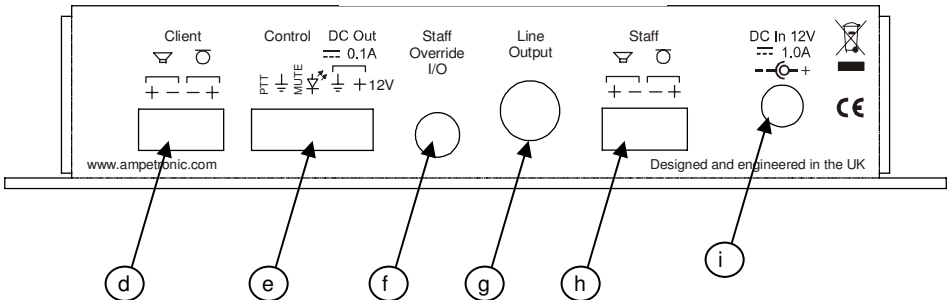 Client
Control
DC Out
0.1A
Staff
Override
I/O
Line
Output
Staff
DC In 12V
1.0A
- +
+ - - +
PTT
MUTE
+ 12V
+ - - +
CE
www.ampetronic.com
Designed and engineered in the UK
d
e
f
g
h
i